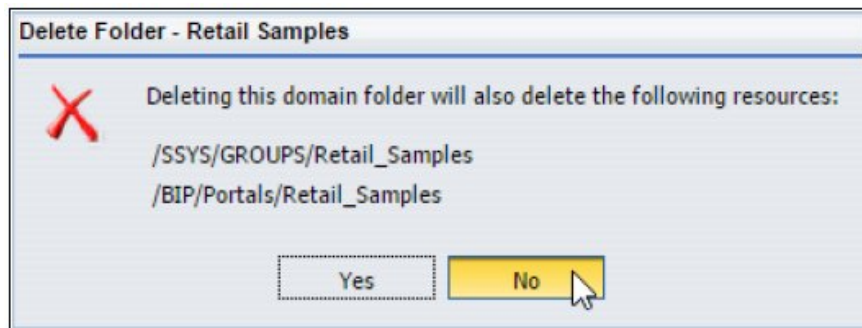 Delete Folder - Retail Samples
Deleting this domain folder will also delete the following resources:
/SSYS/GROUPS/Retail_Samples
/BIP/Portals/Retail_Samples
Yes No